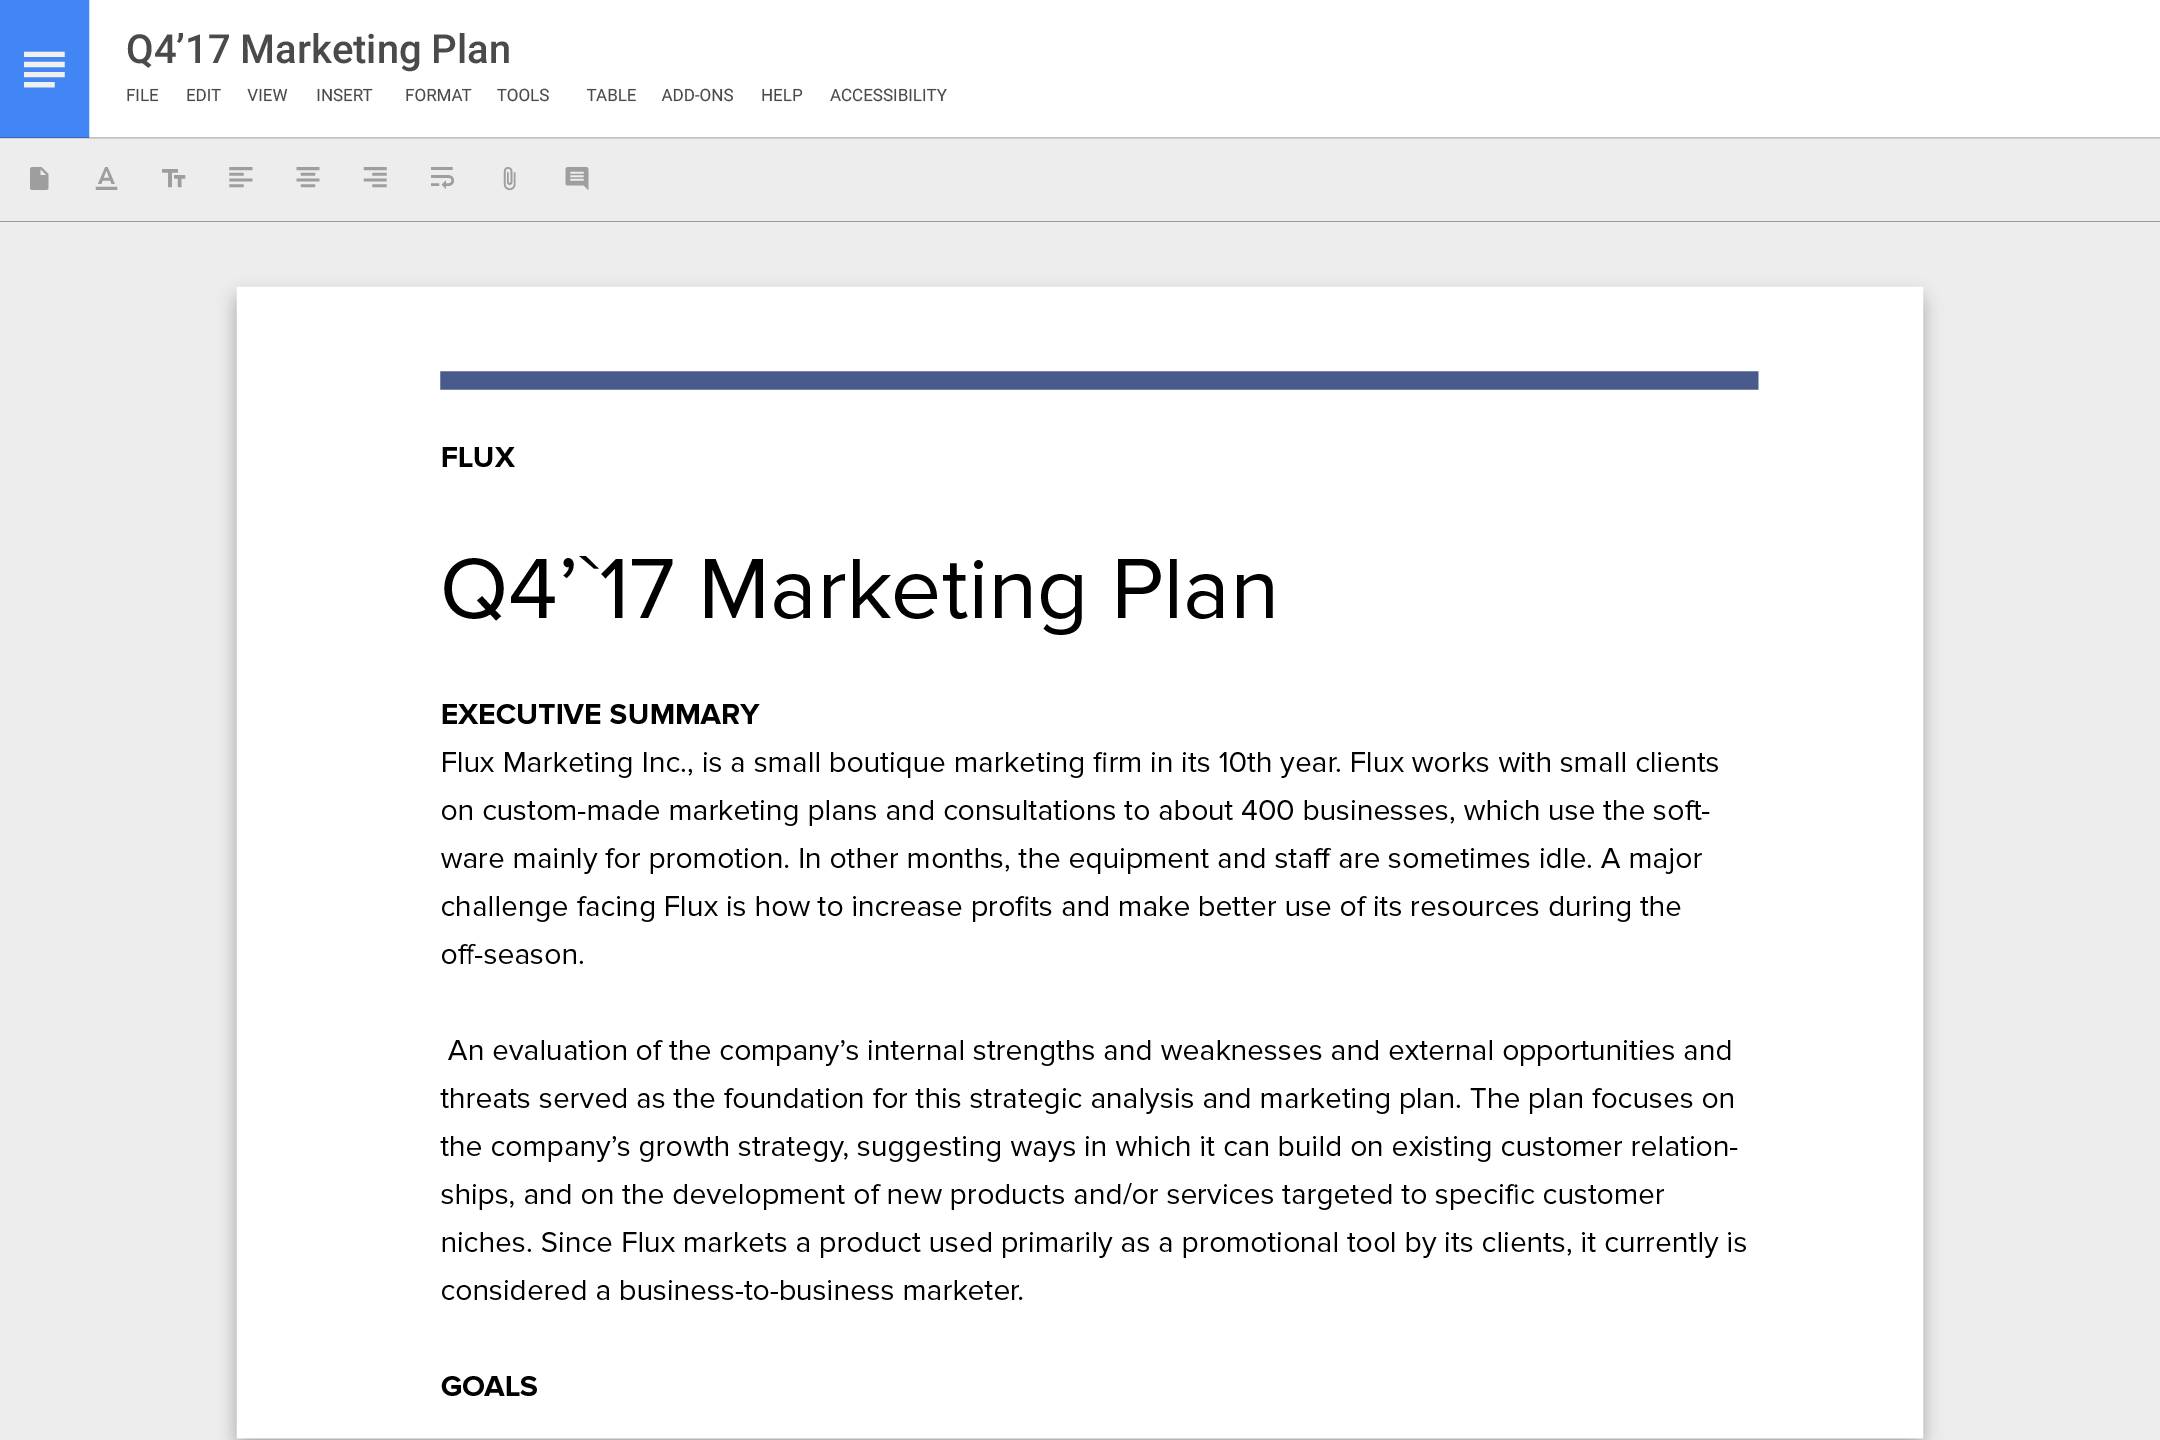 Q4’17 Marketing Plan
FILE EDIT VIEW INSERT FORMAT TOOLS TABLE ADD-ONS HELP ACCESSIBILITY
FLUX
Q4’`17 Marketing Plan
EXECUTIVE SUMMARY
Flux Marketing Inc., is a small boutique marketing firm in its 10th year. Flux works with small clients
on custom-made marketing plans and consultations to about 400 businesses, which use the soft-
ware mainly for promotion. In other months, the equipment and staff are sometimes idle. A major
challenge facing Flux is how to increase profits and make better use of its resources during the
off-season.
An evaluation of the company’s internal strengths and weaknesses and external opportunities and
threats served as the foundation for this strategic analysis and marketing plan. The plan focuses on
the company’s growth strategy, suggesting ways in which it can build on existing customer relation-
ships, and on the development of new products and/or services targeted to specific customer
niches. Since Flux markets a product used primarily as a promotional tool by its clients, it currently is
considered a business-to-business marketer.
GOALS